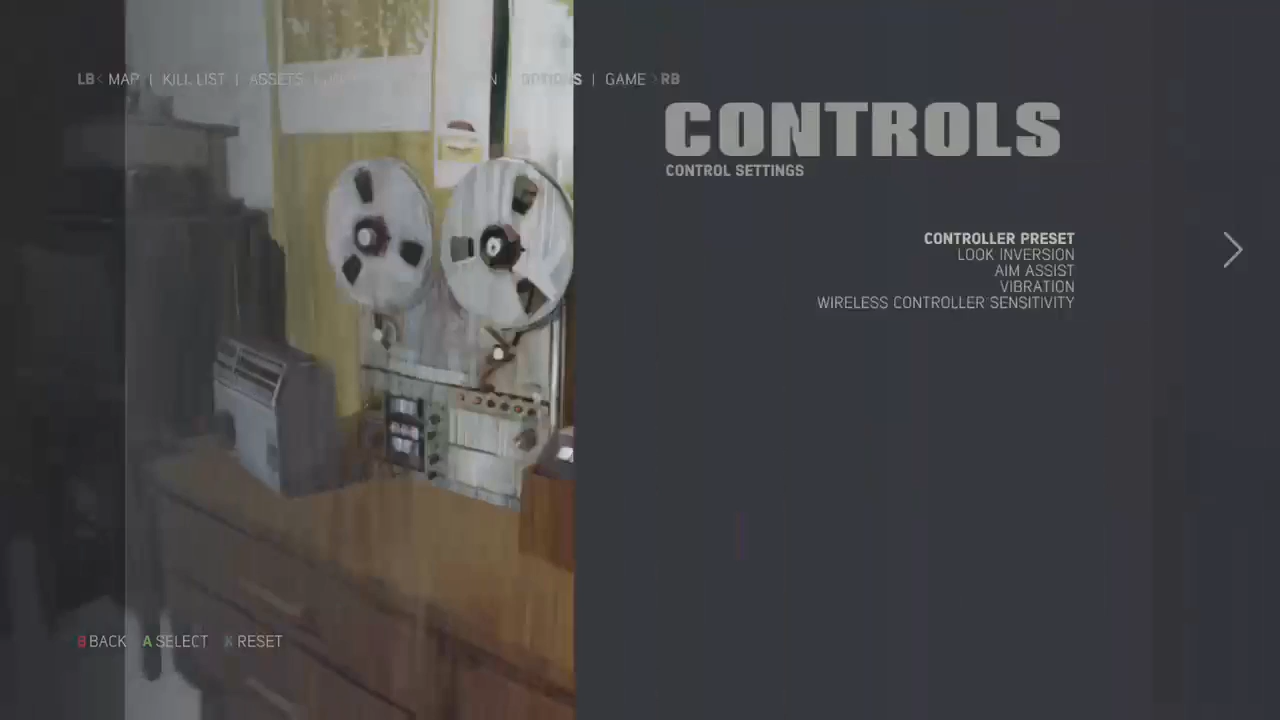 LB< MAP | KILL LIST | ASSETS OPTIONS | GAME >RB
CONTROLS
CONTROL SETTINGS
CONTROLLER PRESET
LOOK INVERSION
AIM ASSIST
VIBRATION
WIRELESS CONTROLLER SENSITIVITY
B BACK A SELECT X RESET